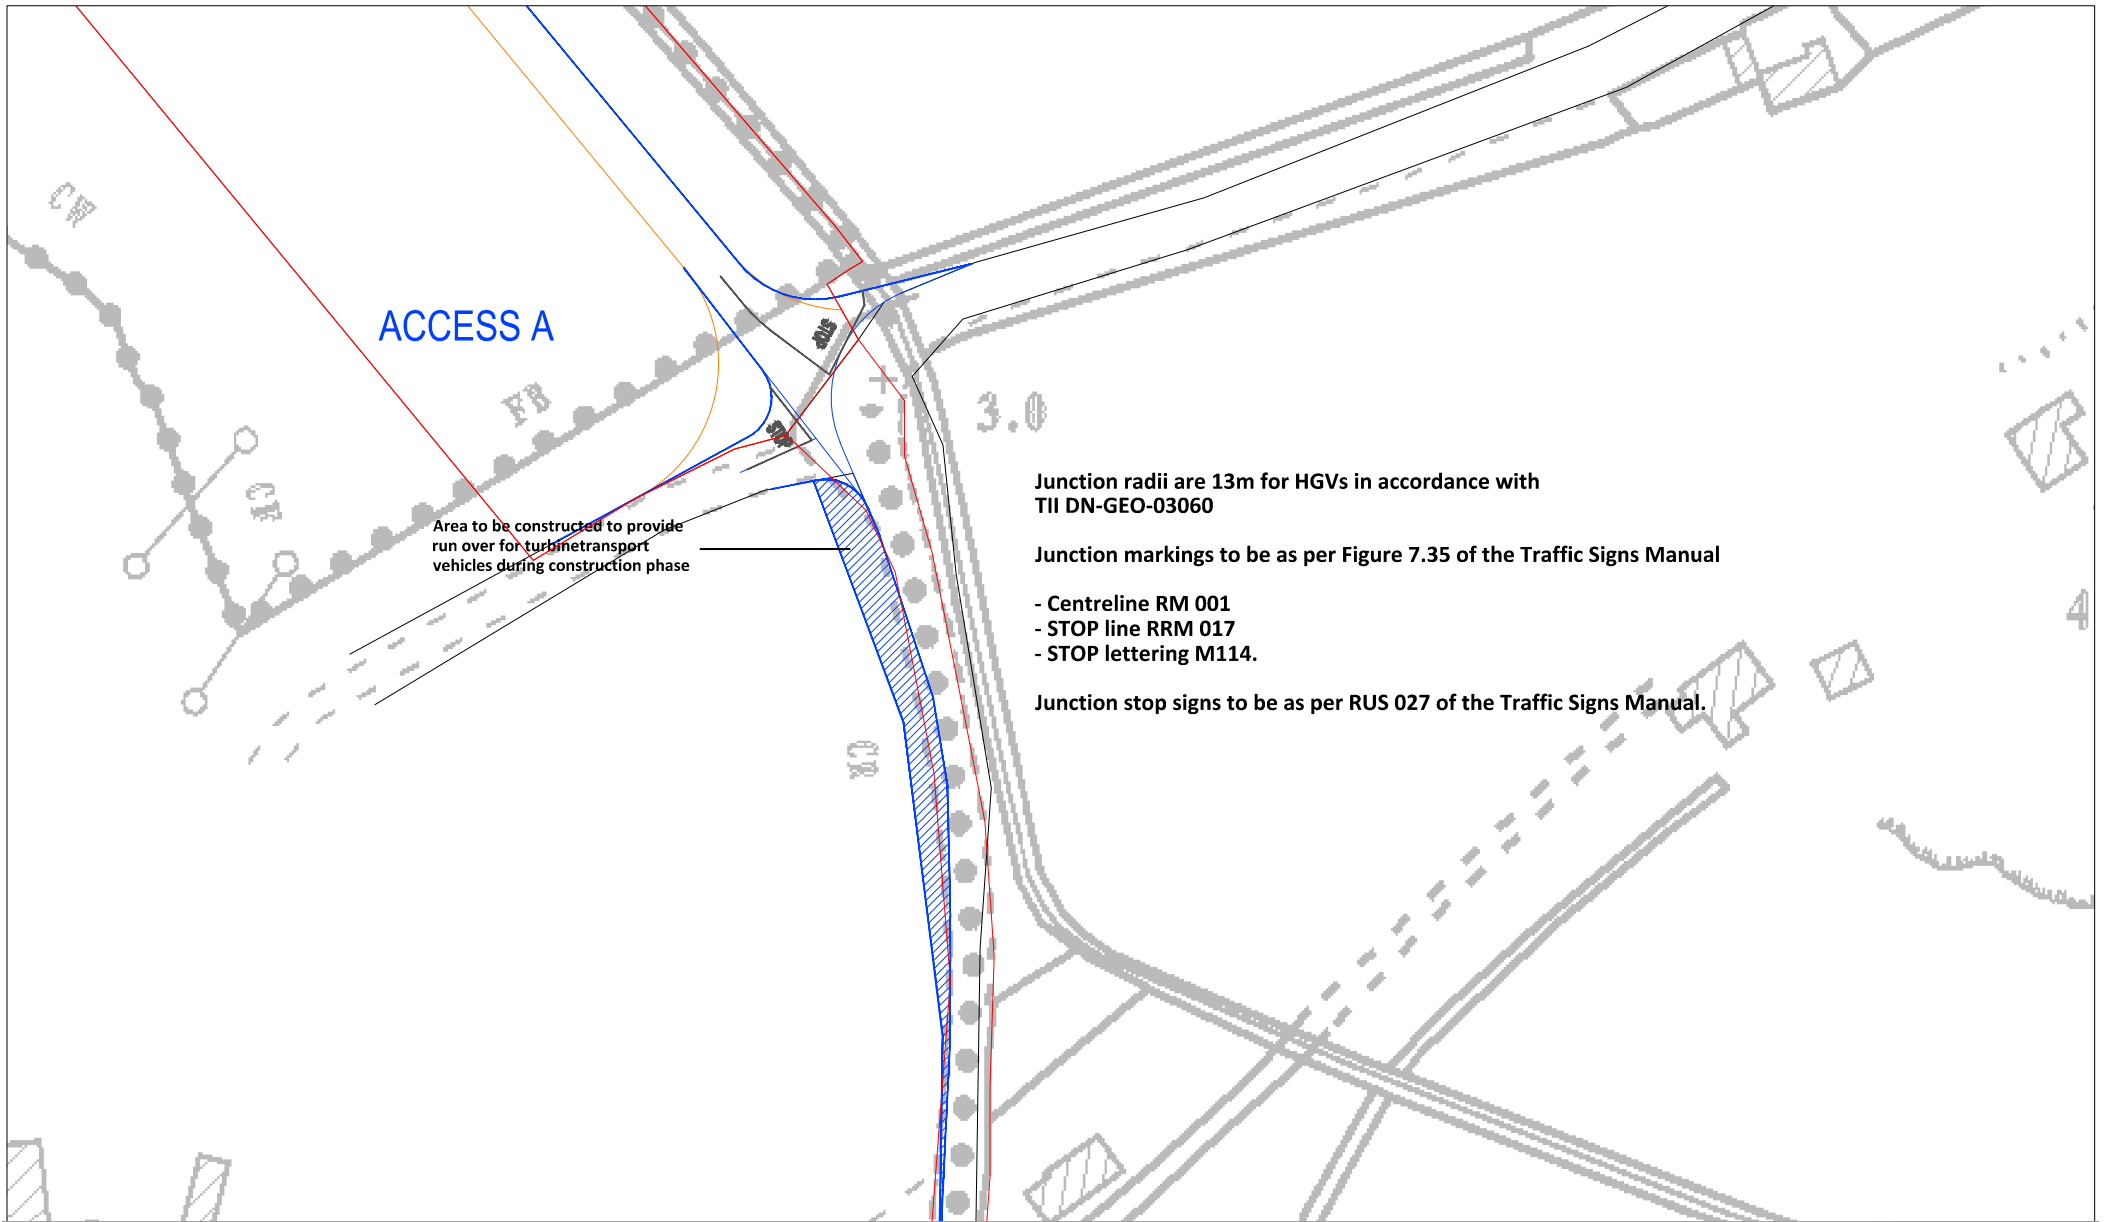 CW
ACCESS A
STOP
FB
3.0
STOP
CF
Junction radii are 13m for HGVs in accordance with
TII DN-GEO-03060
Area to be constructed to provide
run over for turbinetransport
vehicles during construction phase
Junction markings to be as per Figure 7.35 of the Traffic Signs Manual
- Centreline RM 001
- STOP line RRM 017
- STOP lettering M114.
4
Junction stop signs to be as per RUS 027 of the Traffic Signs Manual.
CR